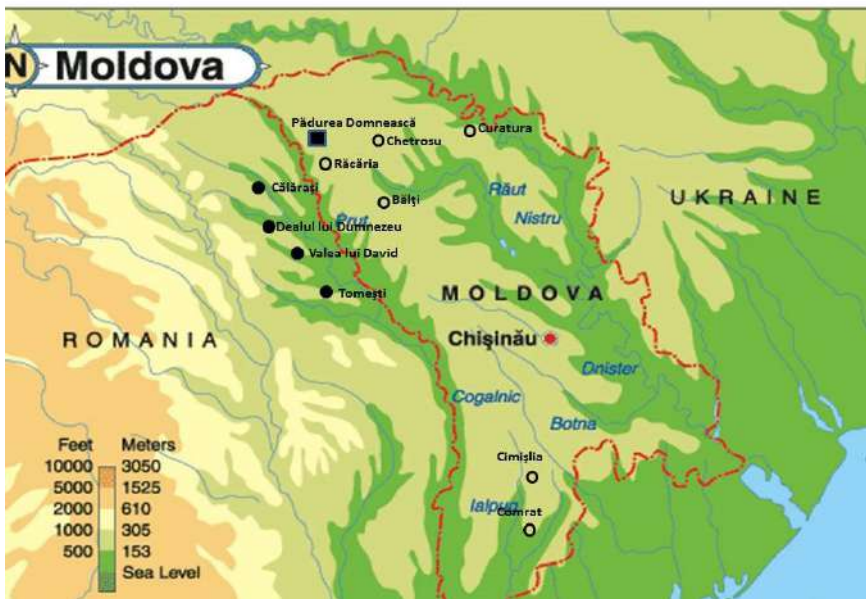 N Moldova
Pădurea Domnească
Curatura
Chetrosu
Răcăria
Călărași
Bălți
Răut
UKRAINE
Nistru
Prut
Dealul lui Dumnezeu
Valea lui David
Tomești
MOLDOVA
ROMANIA
Chişinău
Dnister
Cogalnic
Botna
Cimișlia
Ialpug
Comrat
Feet Meters
10000 3050
5000 1525
2000 610
1000 305
500 153
Sea Level